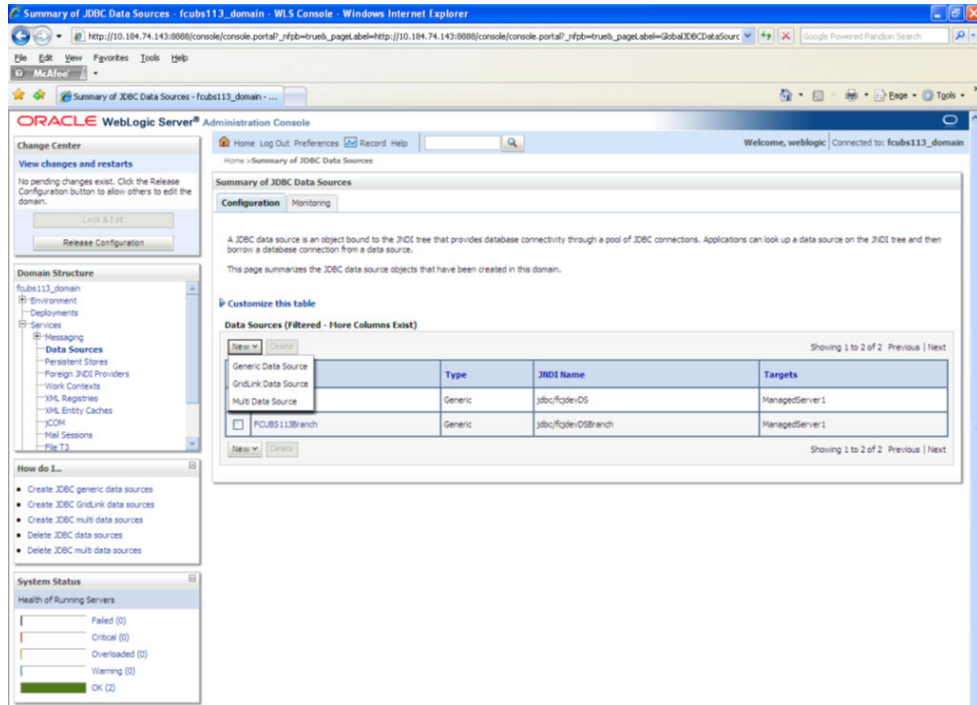 Summary of JDBC Data Sources - fcubs113_domain - WLS Console - Windows Internet Explorer
http://10.184.74.143:8888/console/console.portal?_nfpb=true&_pageLabel=http://10.184.74.143:8888/console/console.portal?_nfpb=true&_pageLabel=GlobalJDBCDataSourc
Google Powered Pandion Search
File Edit View Favorites Tools Help
McAfee
Summary of JDBC Data Sources - fcubs113_domain - ...
Page Tools
ORACLE WebLogic Server® Administration Console
Change Center
View changes and restarts
No pending changes exist. Click the Release
Configuration button to allow others to edit the
domain.
Lock & Edit
Release Configuration
Domain Structure
fcubs113_domain
Environment
Deployments
Services
Messaging
Data Sources
Persistent Stores
Foreign JNDI Providers
Work Contexts
XML Registries
XML Entity Caches
jCOM
Mail Sessions
File T3
How do I...
Create JDBC generic data sources
Create JDBC GridLink data sources
Create JDBC multi data sources
Delete JDBC data sources
Delete JDBC multi data sources
System Status
Health of Running Servers
Failed (0)
Critical (0)
Overloaded (0)
Warning (0)
OK (2)
Home Log Out Preferences Record Help
Welcome, weblogic Connected to: fcubs113_domain
Home >Summary of JDBC Data Sources
Summary of JDBC Data Sources
Configuration Monitoring
A JDBC data source is an object bound to the JNDI tree that provides database connectivity through a pool of JDBC connections. Applications can look up a data source on the JNDI tree and then
borrow a database connection from a data source.
This page summarizes the JDBC data source objects that have been created in this domain.
Customize this table
Data Sources (Filtered - More Columns Exist)
New Delete Showing 1 to 2 of 2 Previous | Next
Generic Data Source
GridLink Data Source
Multi Data Source
Type JNDI Name Targets
Generic jdbc/fcjdevDS ManagedServer1
FCUBS113Branch Generic jdbc/fcjdevDSBranch ManagedServer1
New Delete Showing 1 to 2 of 2 Previous | Next